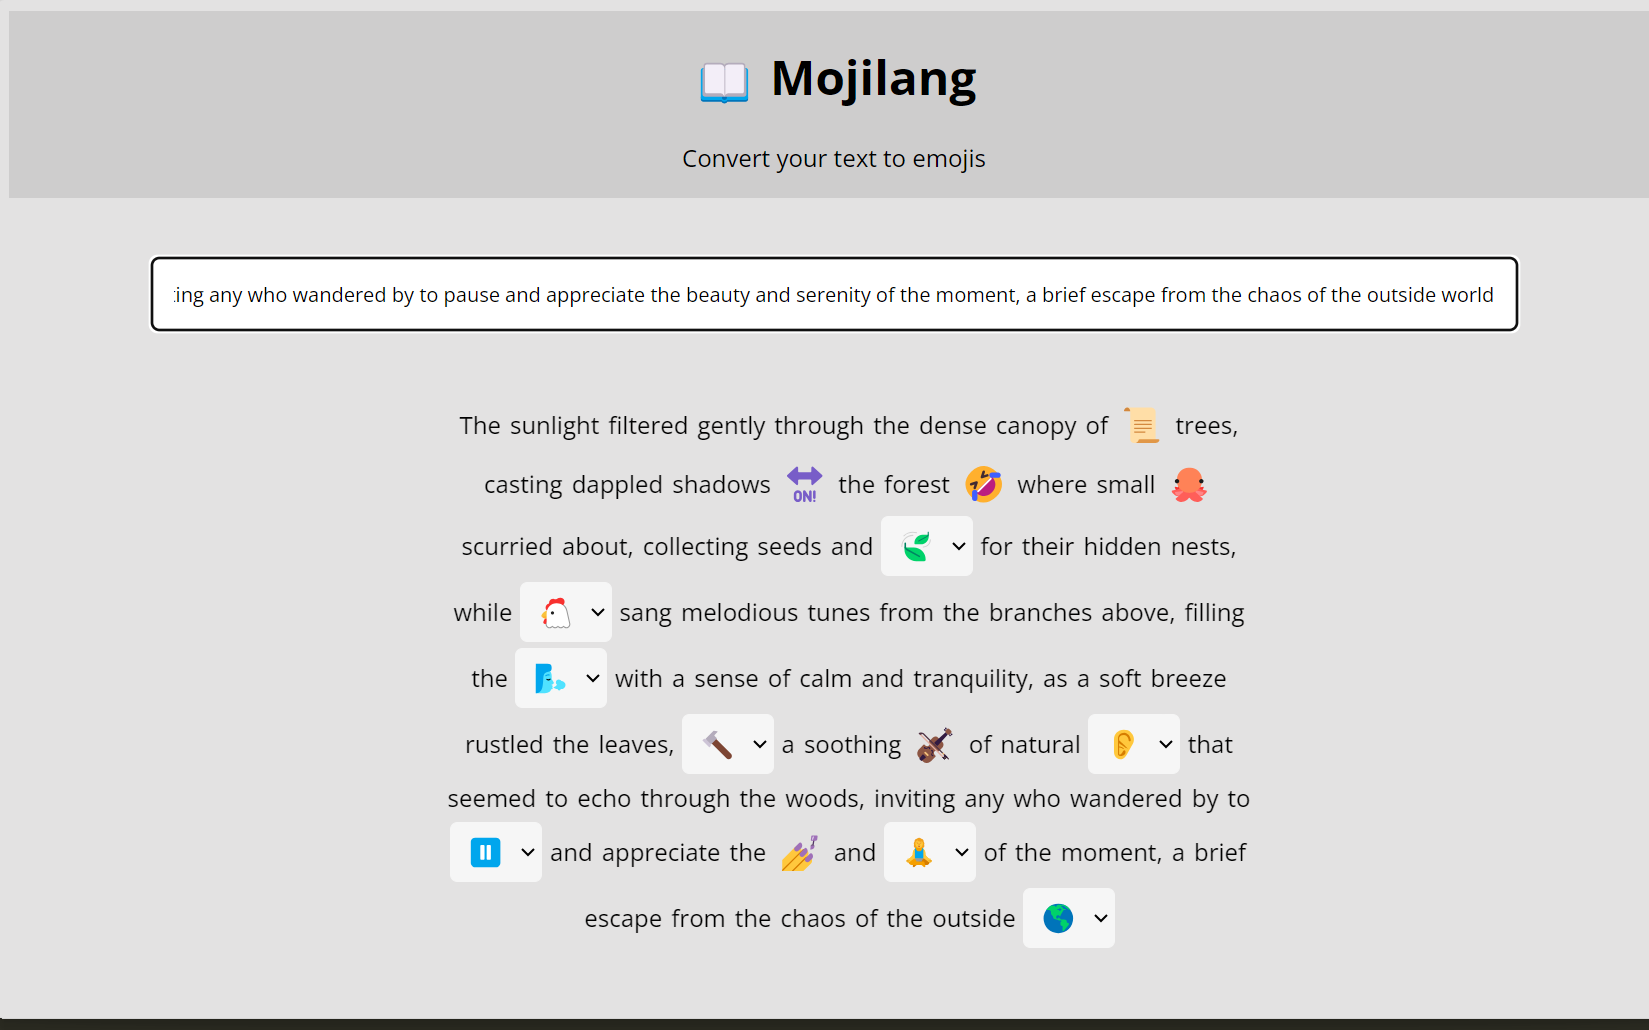 Mojilang
Convert your text to emojis
ing any who wandered by to pause and appreciate the beauty and serenity of the moment, a brief escape from the chaos of the outside world
The sunlight filtered gently through the dense canopy of 📜 trees,
casting dappled shadows 🔛 the forest 🤣 where small 🐙
scurried about, collecting seeds and 🍃 for their hidden nests,
while 🐔 sang melodious tunes from the branches above, filling
the 🌬️ with a sense of calm and tranquility, as a soft breeze
rustled the leaves, 🔨 a soothing 🎻 of natural 👂 that
seemed to echo through the woods, inviting any who wandered by to
⏸️ and appreciate the 💅 and 🧘 of the moment, a brief
escape from the chaos of the outside 🌎